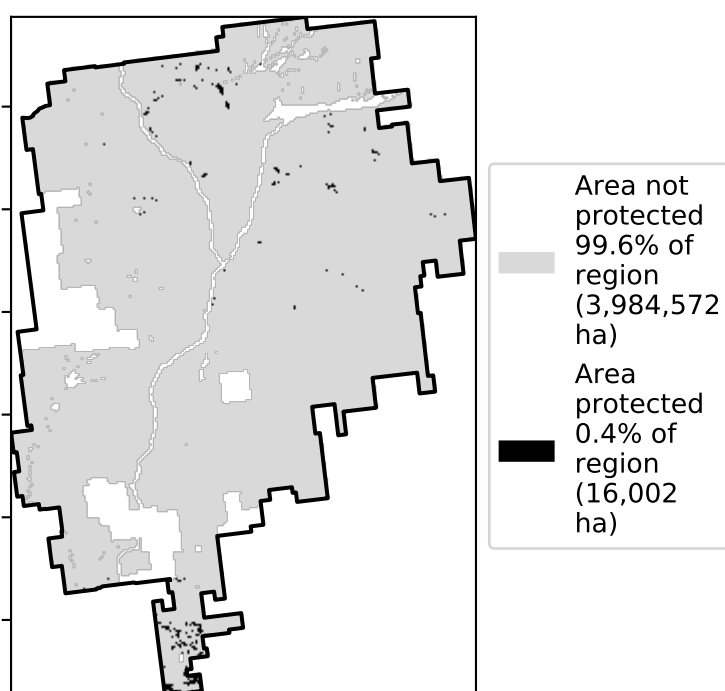 Area not
protected
99.6% of
region
(3,984,572
ha)
Area
protected
0.4% of
region
(16,002
ha)